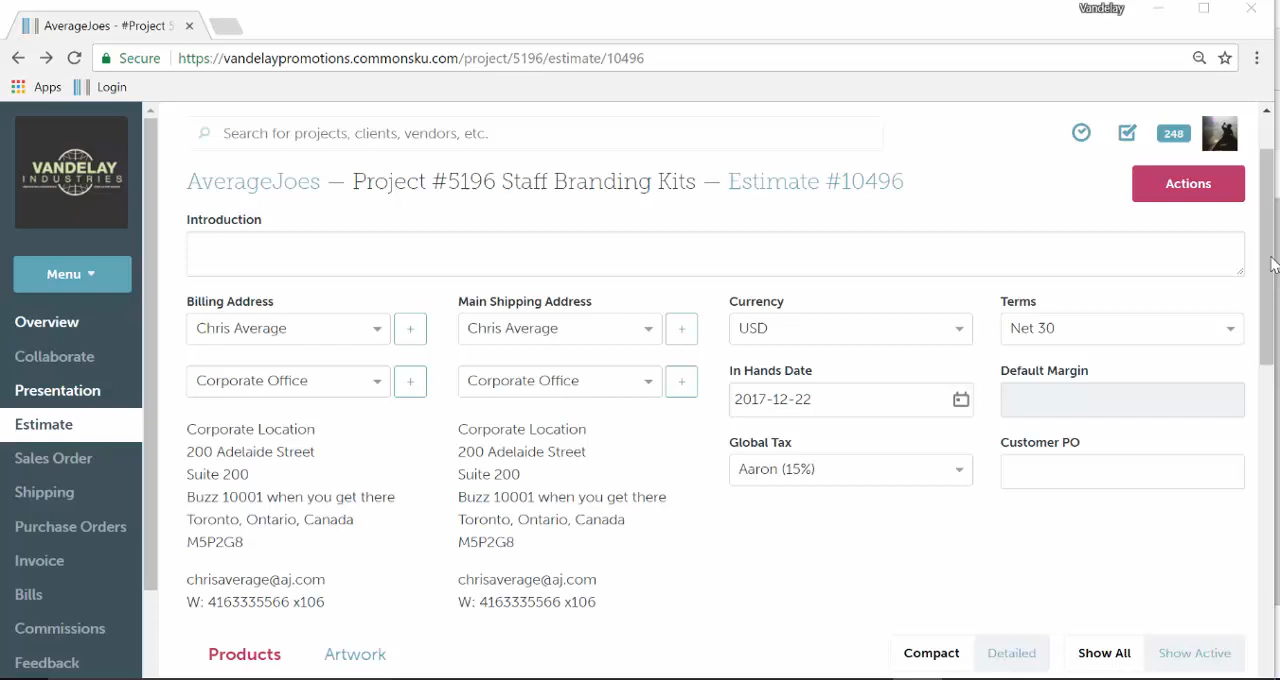 Vandelay
AverageJoes - #Project 5
Secure https://vandelaypromotions.commonsku.com/project/5196/estimate/10496
Apps Login
VANDELAY
INDUSTRIES
Search for projects, clients, vendors, etc.
248
AverageJoes — Project #5196 Staff Branding Kits — Estimate #10496
Actions
Introduction
Menu
Overview
Collaborate
Presentation
Estimate
Sales Order
Shipping
Purchase Orders
Invoice
Bills
Commissions
Feedback
Billing Address
Chris Average +
Corporate Office +
Corporate Location
200 Adelaide Street
Suite 200
Buzz 10001 when you get there
Toronto, Ontario, Canada
M5P2G8
chrisaverage@aj.com
W: 4163335566 x106
Main Shipping Address
Chris Average +
Corporate Office +
Corporate Location
200 Adelaide Street
Suite 200
Buzz 10001 when you get there
Toronto, Ontario, Canada
M5P2G8
chrisaverage@aj.com
W: 4163335566 x106
Currency
USD
In Hands Date
2017-12-22
Global Tax
Aaron (15%)
Terms
Net 30
Default Margin
Customer PO
Products Artwork
Compact Detailed Show All Show Active